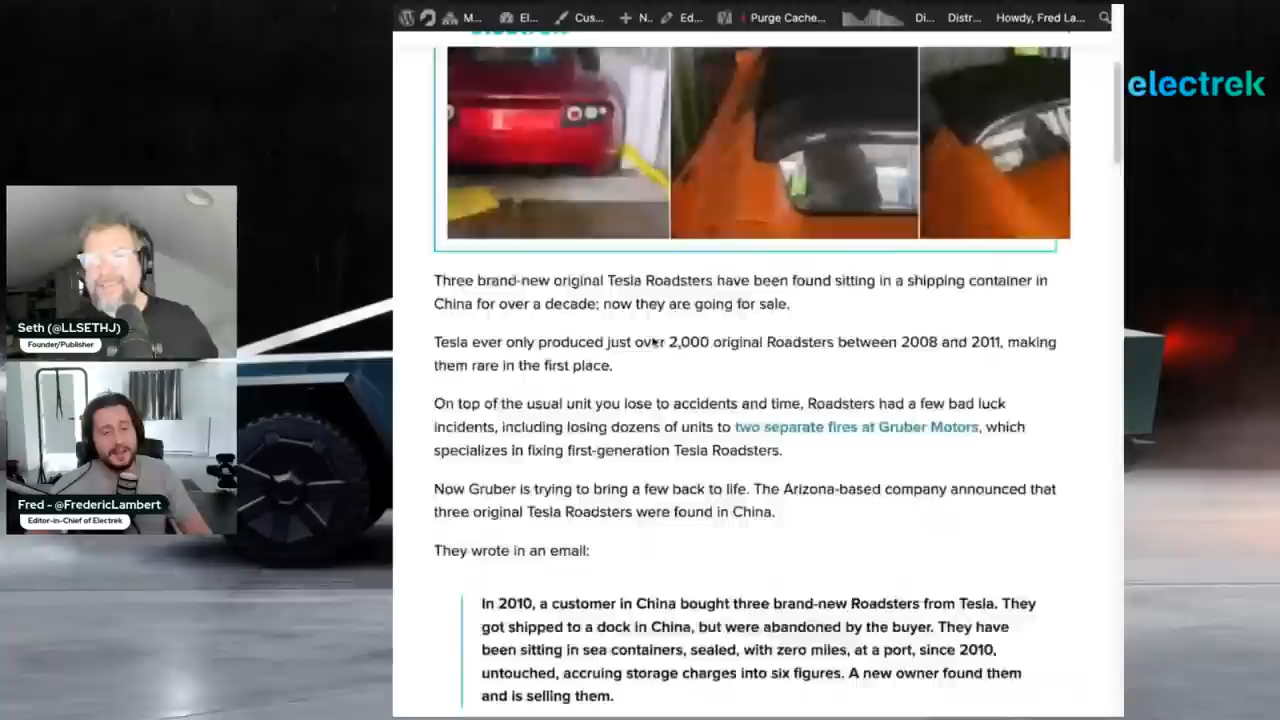 M...
El...
Cus...
N..
Ed...
Purge Cache...
Di...
Distr...
Howdy, Fred La...
electrek
Seth (@LLSETHJ)
Founder/Publisher
Fred - @FredericLambert
Editor-in-Chief of Electrek
Three brand-new original Tesla Roadsters have been found sitting in a shipping container in
China for over a decade; now they are going for sale.
Tesla ever only produced just over 2,000 original Roadsters between 2008 and 2011, making
them rare in the first place.
On top of the usual unit you lose to accidents and time, Roadsters had a few bad luck
incidents, including losing dozens of units to two separate fires at Gruber Motors, which
specializes in fixing first-generation Tesla Roadsters.
Now Gruber is trying to bring a few back to life. The Arizona-based company announced that
three original Tesla Roadsters were found in China.
They wrote in an email:
In 2010, a customer in China bought three brand-new Roadsters from Tesla. They
got shipped to a dock in China, but were abandoned by the buyer. They have
been sitting in sea containers, sealed, with zero miles, at a port, since 2010,
untouched, accruing storage charges into six figures. A new owner found them
and is selling them.